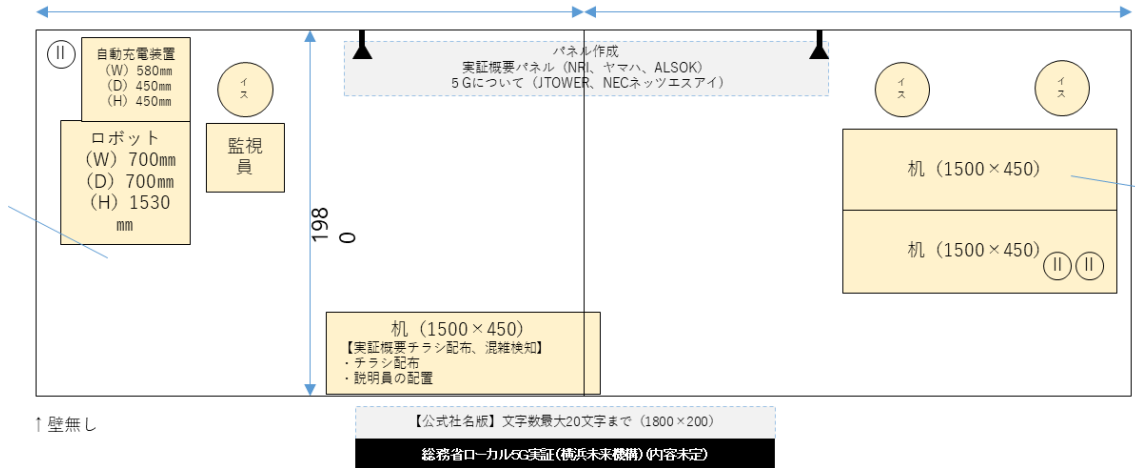 パネル作成
実証概要パネル（NRI、ヤマハ、ALSOK）
５Gについて（JTOWER、NECネッツエスアイ）
自動充電装置
（W）580㎜
（D）450㎜
（H）450㎜
イス
ロボット
（W）700㎜
（D）700㎜
（H）1530
㎜
監視
員
イス
イス
机（1500×450）
机（1500×450）
1980
机（1500×450）
【実証概要チラシ配布、混雑検知】
・チラシ配布
・説明員の配置
↑壁無し
【公式社名版】文字数最大20文字まで（1800×200）
総務省ローカル5G実証(横浜未来機構)(内容未定)